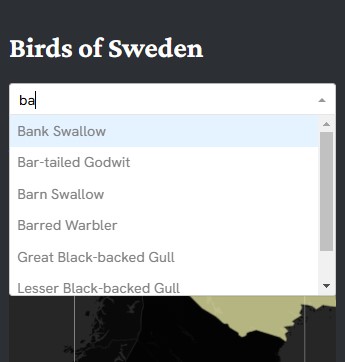 Birds of Sweden
ba
Bank Swallow
Bar-tailed Godwit
Barn Swallow
Barred Warbler
Great Black-backed Gull
Lesser Black-backed Gull